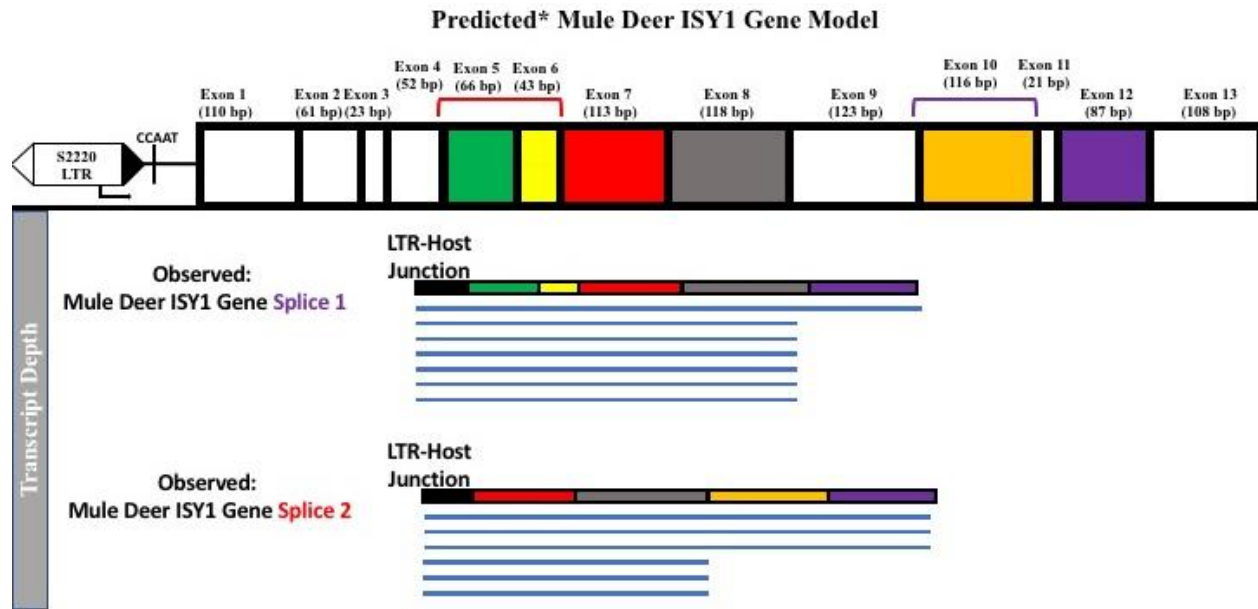 Predicted* Mule Deer ISY1 Gene Model
Exon 1
(110 bp)
Exon 2
(61 bp)
Exon 3
(23 bp)
Exon 4
(52 bp)
Exon 5
(66 bp)
Exon 6
(43 bp)
Exon 7
(113 bp)
Exon 8
(118 bp)
Exon 9
(123 bp)
Exon 10
(116 bp)
Exon 11
(21 bp)
Exon 12
(87 bp)
Exon 13
(108 bp)
S2220
LTR
CCAAT
Transcript Depth
Observed:
Mule Deer ISY1 Gene Splice 1
LTR-Host
Junction
Observed:
Mule Deer ISY1 Gene Splice 2
LTR-Host
Junction